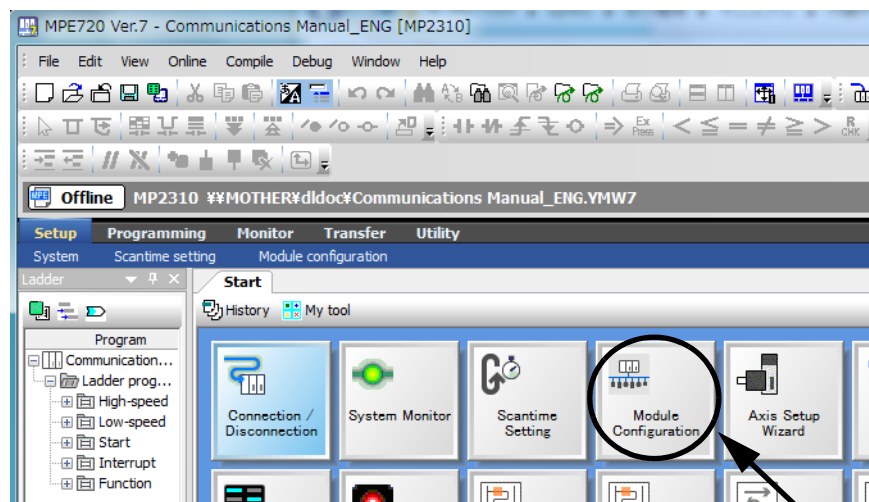 MPE720 Ver.7 - Communications Manual_ENG [MP2310]
File Edit View Online Compile Debug Window Help
Ex
Press
R
CHK
Offline MP2310 ¥¥MOTHER¥dldoc¥Communications Manual_ENG.YMW7
Setup Programming Monitor Transfer Utility
System Scantime setting Module configuration
Ladder
Start
History My tool
Program
Communication...
Ladder prog...
High-speed
Low-speed
Start
Interrupt
Function
Connection /
Disconnection
System Monitor
Scantime
Setting
Module
Configuration
Axis Setup
Wizard